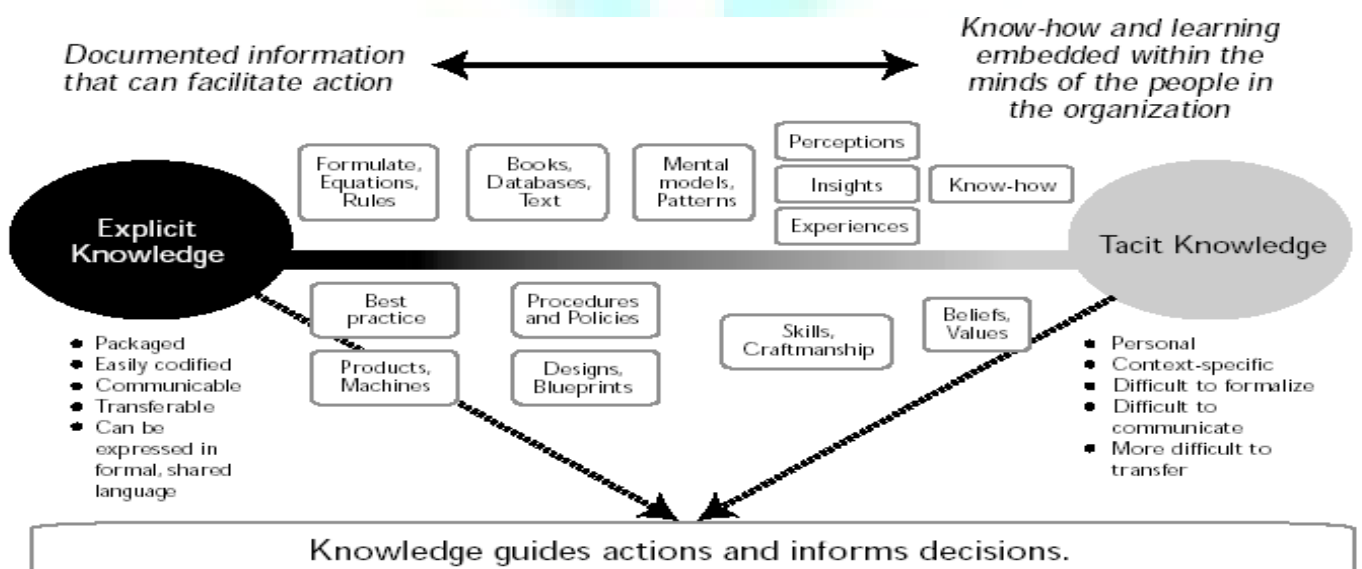 Documented information
that can facilitate action
Know-how and learning
embedded within the
minds of the people in
the organization
Formulate,
Equations,
Rules
Books,
Databases,
Text
Mental
models,
Patterns
Perceptions
Insights
Experiences
Know-how
Explicit
Knowledge
Tacit Knowledge
Best
practice
Procedures
and Policies
Products,
Machines
Designs,
Blueprints
Skills,
Craftmanship
Beliefs,
Values
● Packaged
● Easily codified
● Communicable
● Transferable
● Can be
expressed in
formal, shared
language
● Personal
● Context-specific
● Difficult to formalize
● Difficult to
communicate
● More difficult to
transfer
Knowledge guides actions and informs decisions.